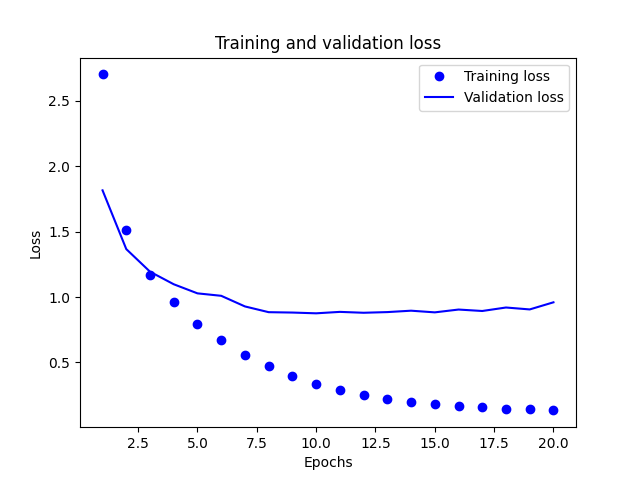 Training and validation loss
Training loss
Validation loss
Loss
2.5
2.0
1.5
1.0
0.5
2.5
5.0
7.5
10.0
12.5
15.0
17.5
20.0
Epochs